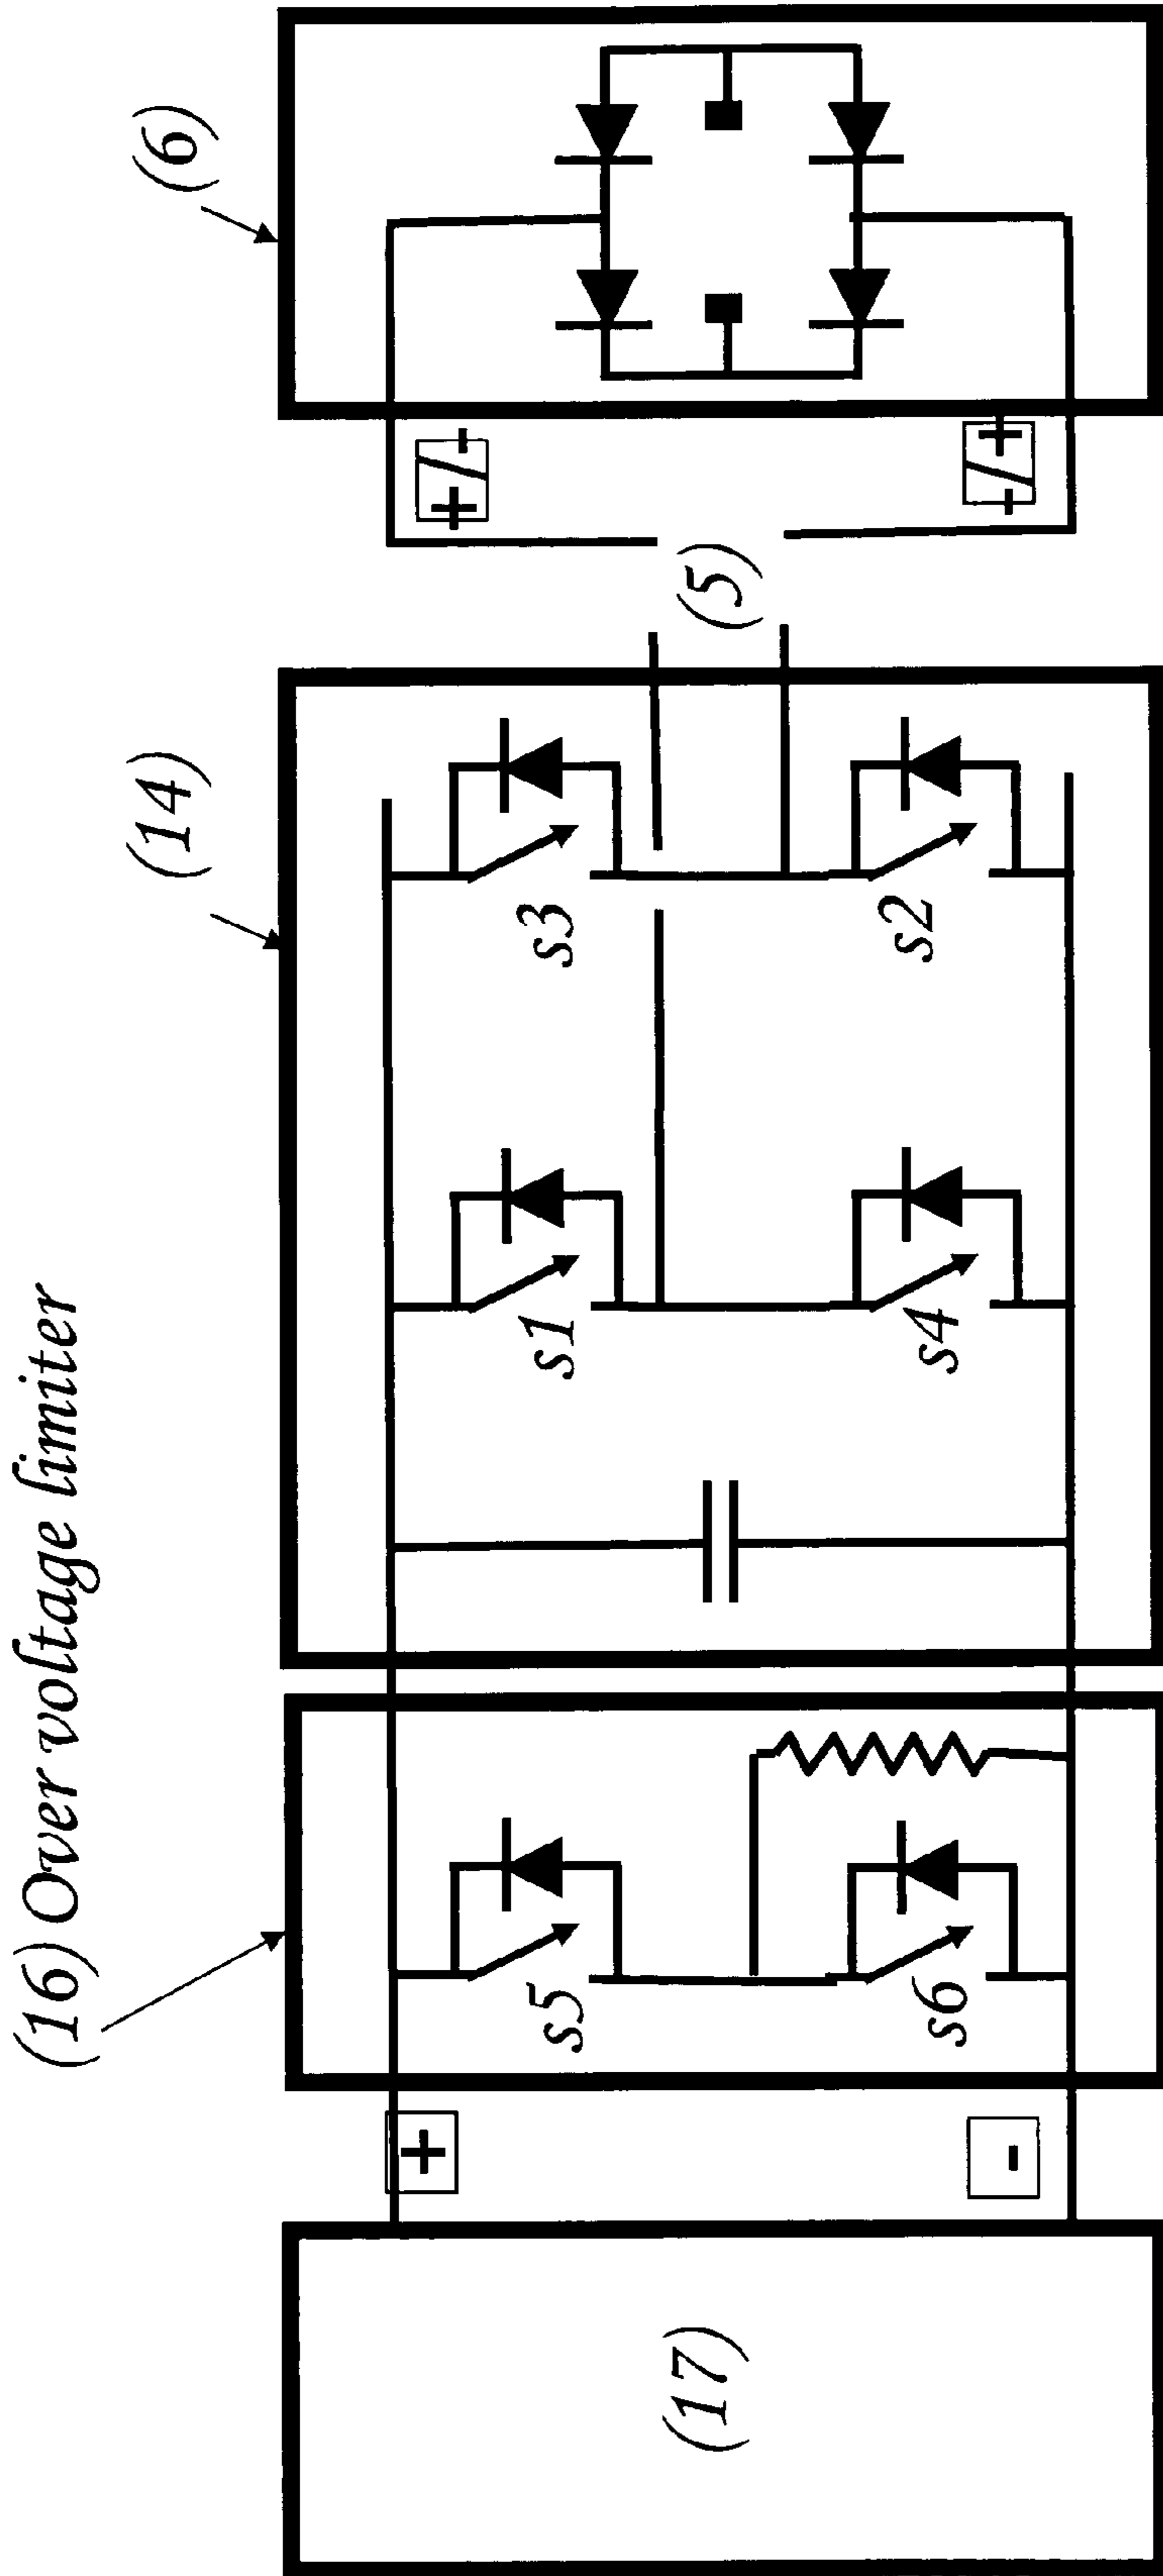 (16) Over voltage limiter
(14)
(6)
+
-
s5
s6
s1
s4
s3
s2
(5)
+/-
-/+
(17)